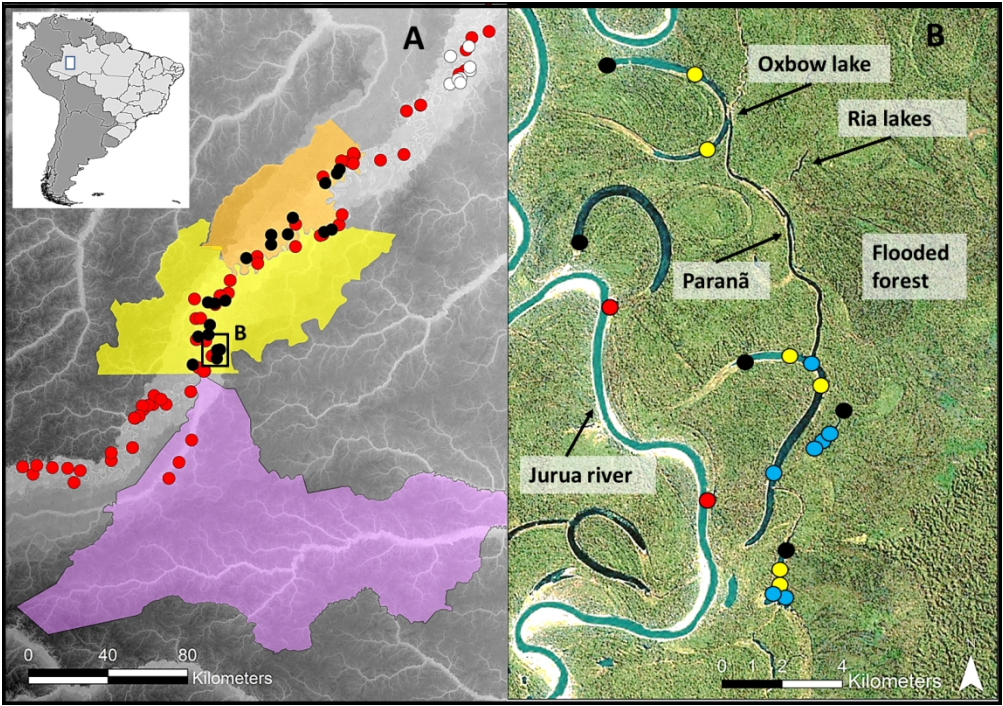 A
B
0 40 80
Kilometers
B
Oxbow lake
Ria lakes
Paranã
Flooded
forest
Jurua river
0 1 2 4
Kilometers